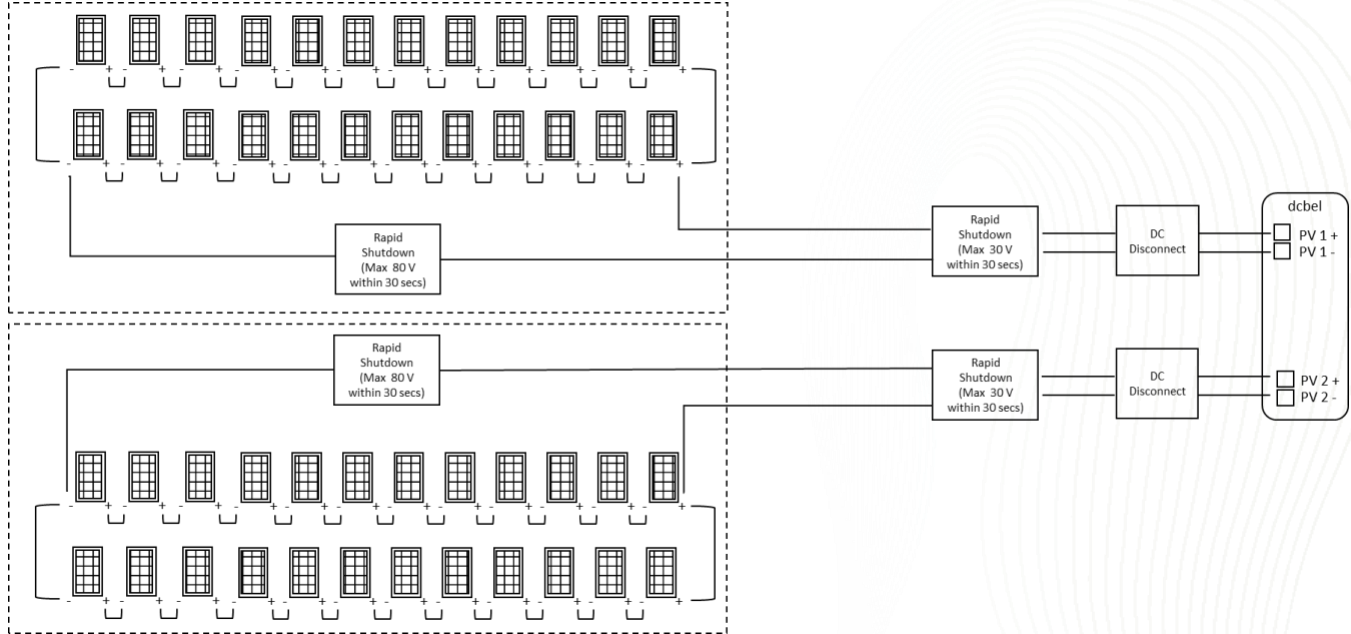 Rapid
Shutdown
(Max 80 V
within 30 secs)
Rapid
Shutdown
(Max 30 V
within 30 secs)
DC
Disconnect
dcbel
PV 1 +
PV 1 -
Rapid
Shutdown
(Max 80 V
within 30 secs)
Rapid
Shutdown
(Max 30 V
within 30 secs)
DC
Disconnect
PV 2 +
PV 2 -